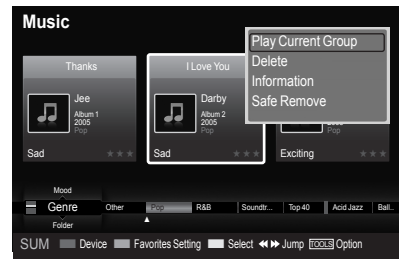 Music
Play Current Group
Delete
Information
Safe Remove
Thanks
I Love You
Jee
Album 1
2005
Pop
Darby
Album 2
2005
Pop
2005
Pop
Sad
Sad
Exciting
Mood
Genre Other Pop R&B Soundtr... Top 40 Acid Jazz Ball..
Folder
SUM Device Favorites Setting Select Jump TOOLS Option